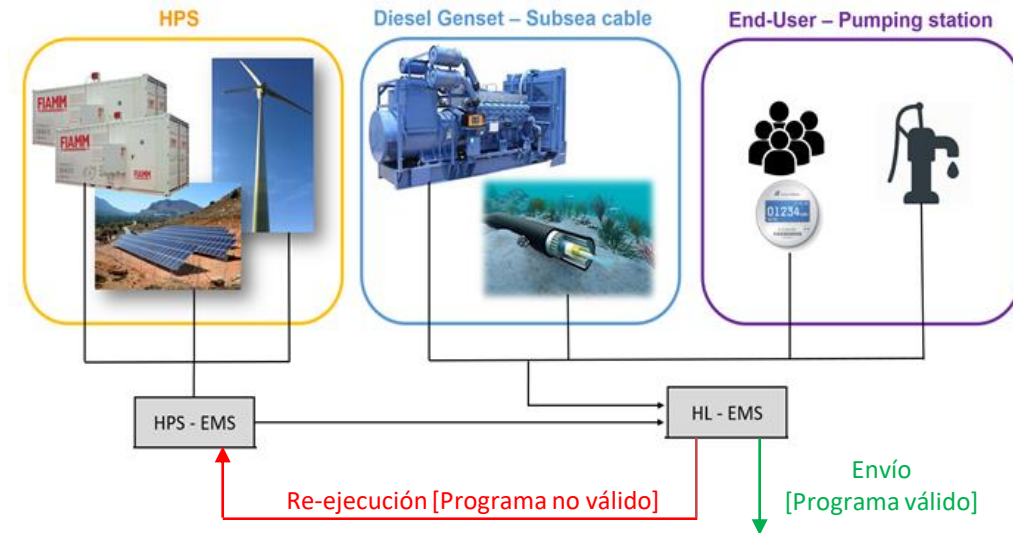 HPS
Diesel Genset – Subsea cable
End-User – Pumping station
FIAMM
FIAMM
FIAMM
01234
HPS - EMS
HL - EMS
Re-ejecución [Programa no válido]
Envío
[Programa válido]